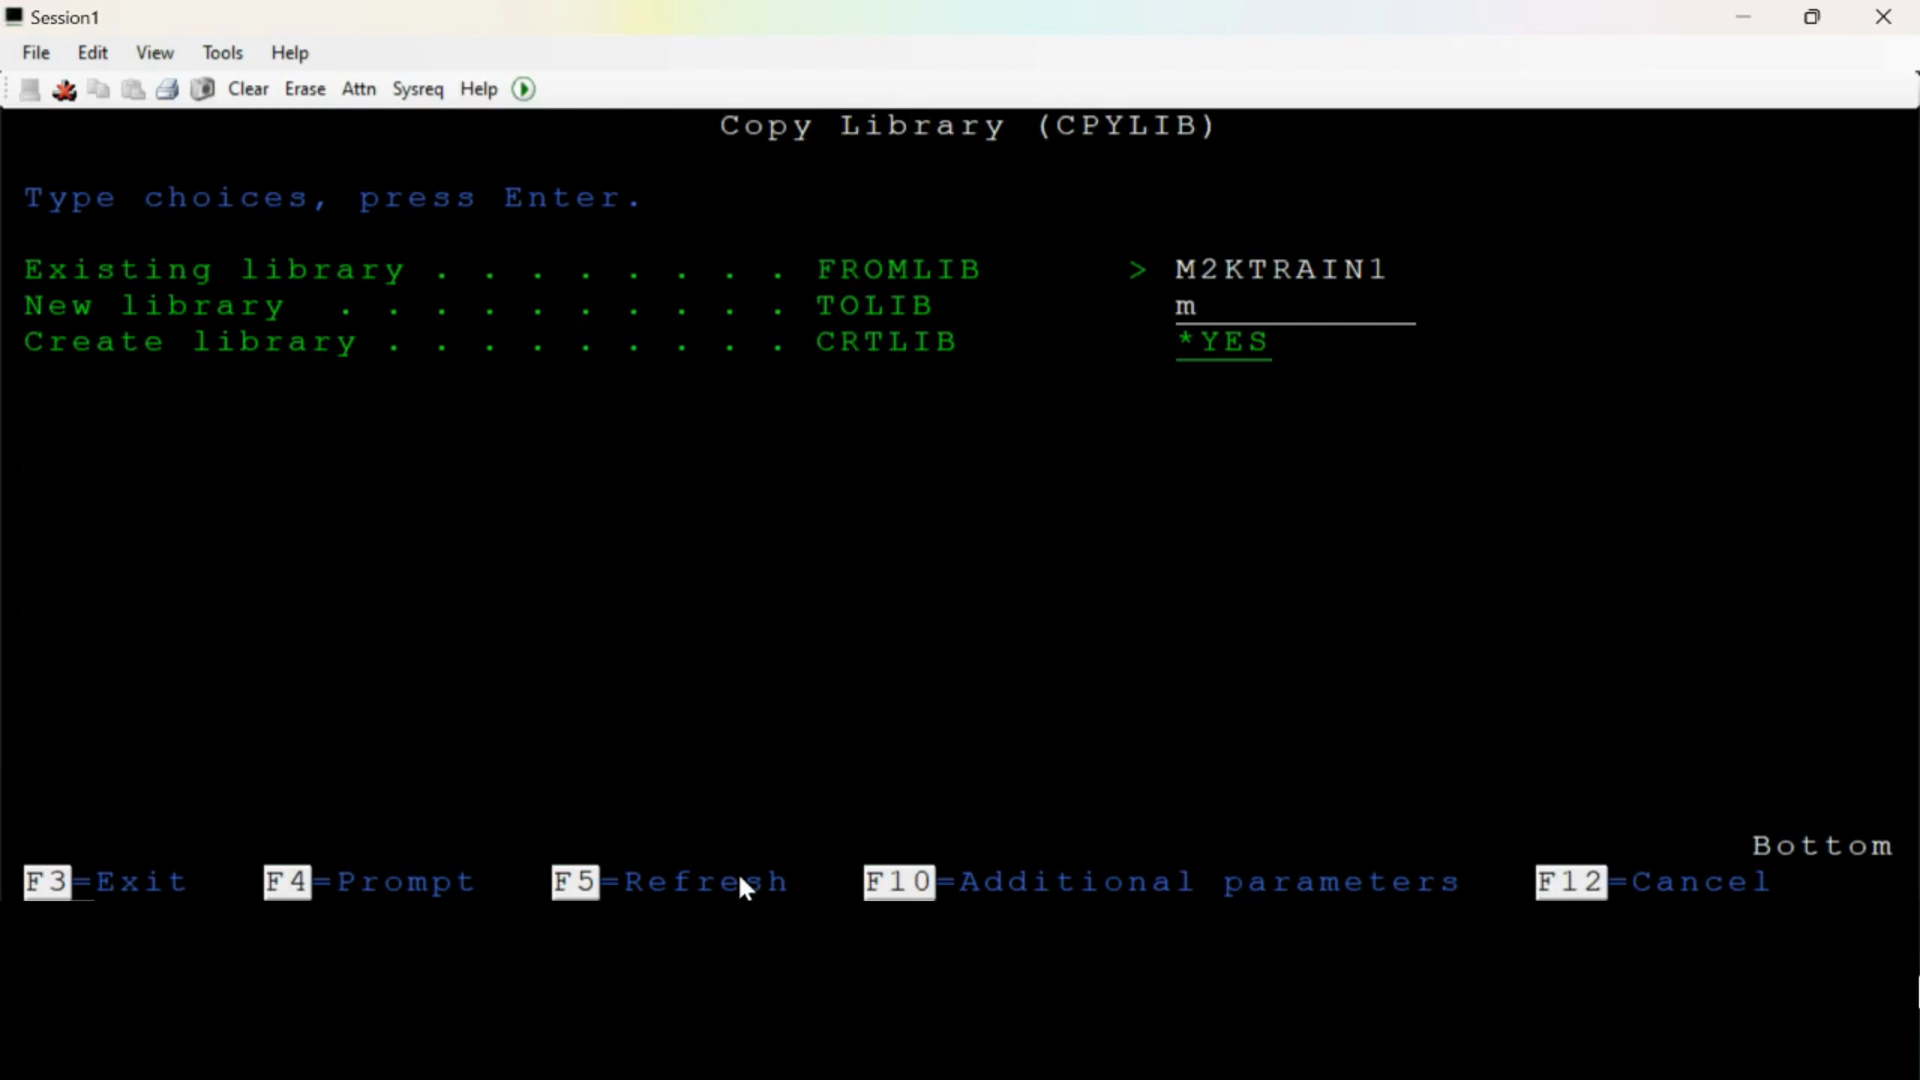 Session1
File Edit View Tools Help
Clear Erase Attn Sysreq Help
Copy Library (CPYLIB)
Type choices, press Enter.
Existing library . . . . . . . . FROMLIB > M2KTRAIN1
New library . . . . . . . . . . TOLIB m
Create library . . . . . . . . . CRTLIB *YES
Bottom
F3=Exit F4=Prompt F5=Refresh F10=Additional parameters F12=Cancel